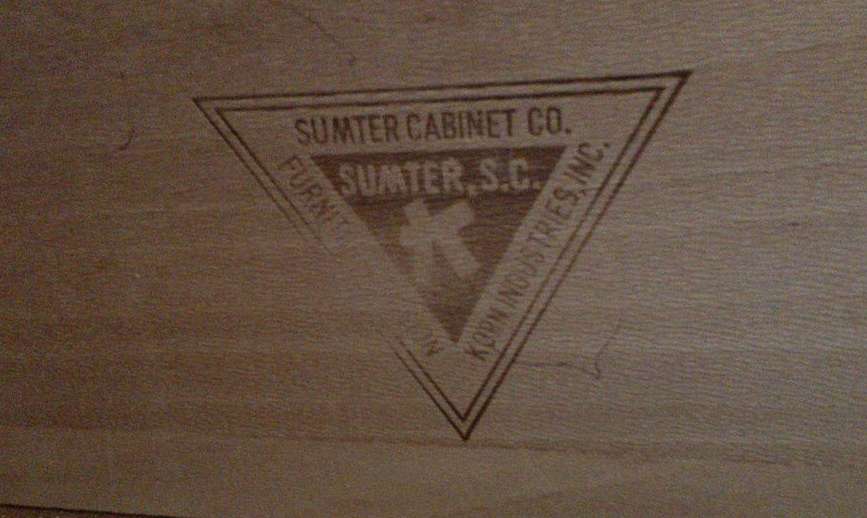 SUMTER CABINET CO.
SUMTER, S.C.
K
KORN INDUSTRIES, INC.